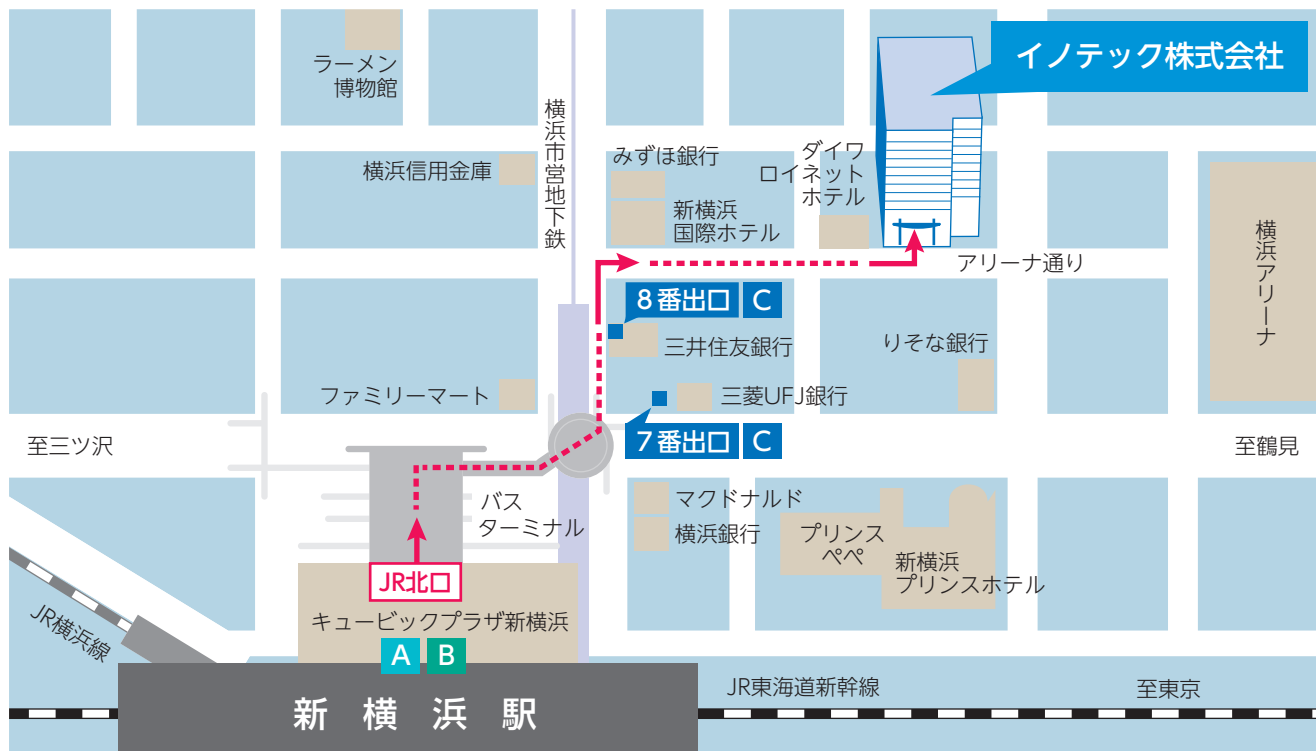 イノテック株式会社
ラーメン
博物館
横浜市営地下鉄
横浜信用金庫
みずほ銀行
新横浜
国際ホテル
ダイワ
ロイネット
ホテル
アリーナ通り
横浜アリーナ
8番出口 C
三井住友銀行
りそな銀行
ファミリーマート
三菱UFJ銀行
7番出口 C
至三ツ沢
至鶴見
バス
ターミナル
マクドナルド
横浜銀行
プリンス
ペペ
新横浜
プリンスホテル
JR北口
キュービックプラザ新横浜
A B
JR横浜線
新横浜駅
JR東海道新幹線
至東京